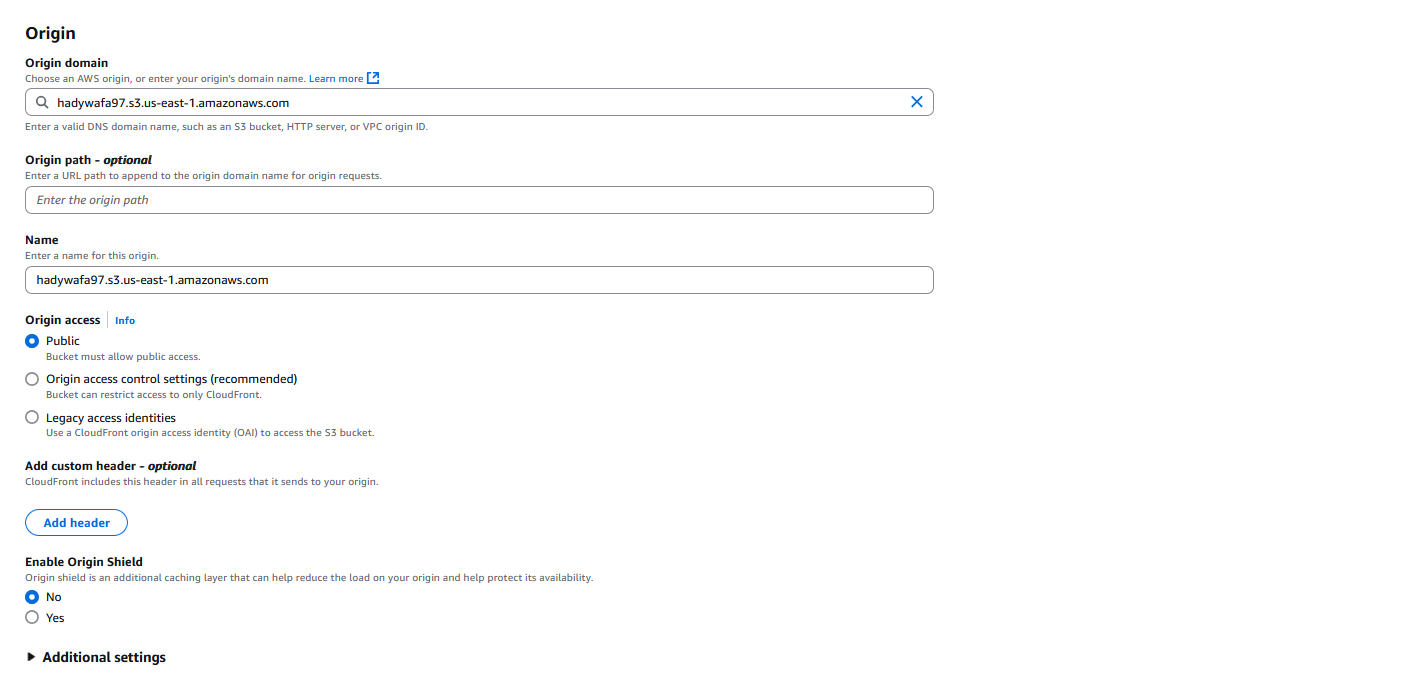 Origin
Origin domain
Choose an AWS origin, or enter your origin's domain name. Learn more
hadywafa97.s3.us-east-1.amazonaws.com
Enter a valid DNS domain name, such as an S3 bucket, HTTP server, or VPC origin ID.
Origin path - optional
Enter a URL path to append to the origin domain name for origin requests.
Enter the origin path
Name
Enter a name for this origin.
hadywafa97.s3.us-east-1.amazonaws.com
Origin access Info
Public
Bucket must allow public access.
Origin access control settings (recommended)
Bucket can restrict access to only CloudFront.
Legacy access identities
Use a CloudFront origin access identity (OAI) to access the S3 bucket.
Add custom header - optional
CloudFront includes this header in all requests that it sends to your origin.
Add header
Enable Origin Shield
Origin shield is an additional caching layer that can help reduce the load on your origin and help protect its availability.
No
Yes
Additional settings